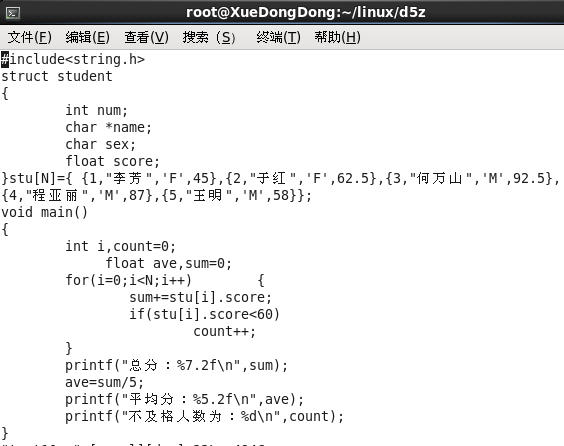 root@XueDongDong:~/linux/d5z
文件(F) 编辑(E) 查看(V) 搜索 (S) 终端(T) 帮助(H)
#include<string.h>
struct student
{
        int num;
        char *name;
        char sex;
        float score;
}stu[N]={ {1,"李芳",'F',45},{2,"于红",'F',62.5},{3,"何万山",'M',92.5},
{4,"程亚丽",'M',87},{5,"王明",'M',58}};
void main()
{
        int i,count=0;
             float ave,sum=0;
        for(i=0;i<N;i++)        {
                sum+=stu[i].score;
                if(stu[i].score<60)
                        count++;
        }
        printf("总分：%7.2f\n",sum);
        ave=sum/5;
        printf("平均分：%5.2f\n",ave);
        printf("不及格人数为：%d\n",count);
}